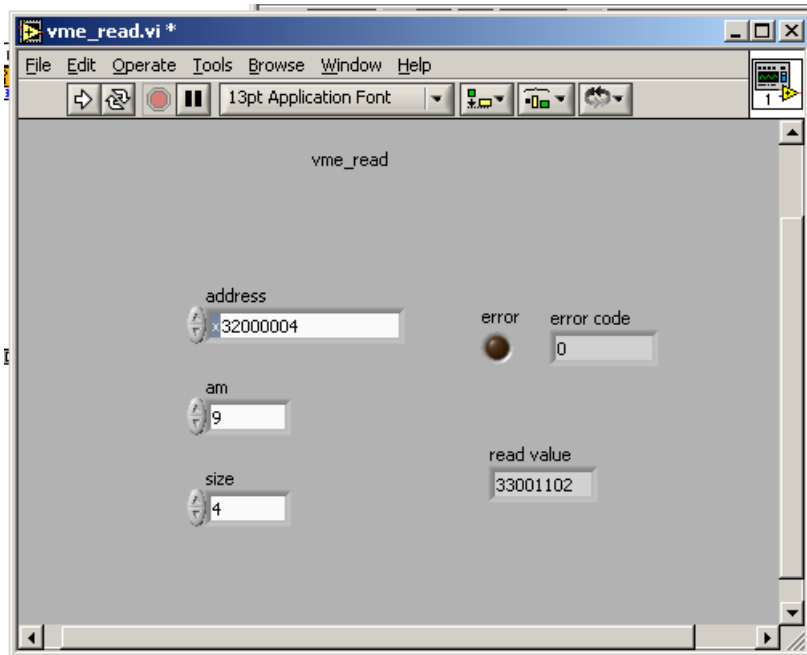 vme_read.vi *
File Edit Operate Tools Browse Window Help
13pt Application Font
1
vme_read
address
x32000004
error
error code
0
am
9
read value
33001102
size
4